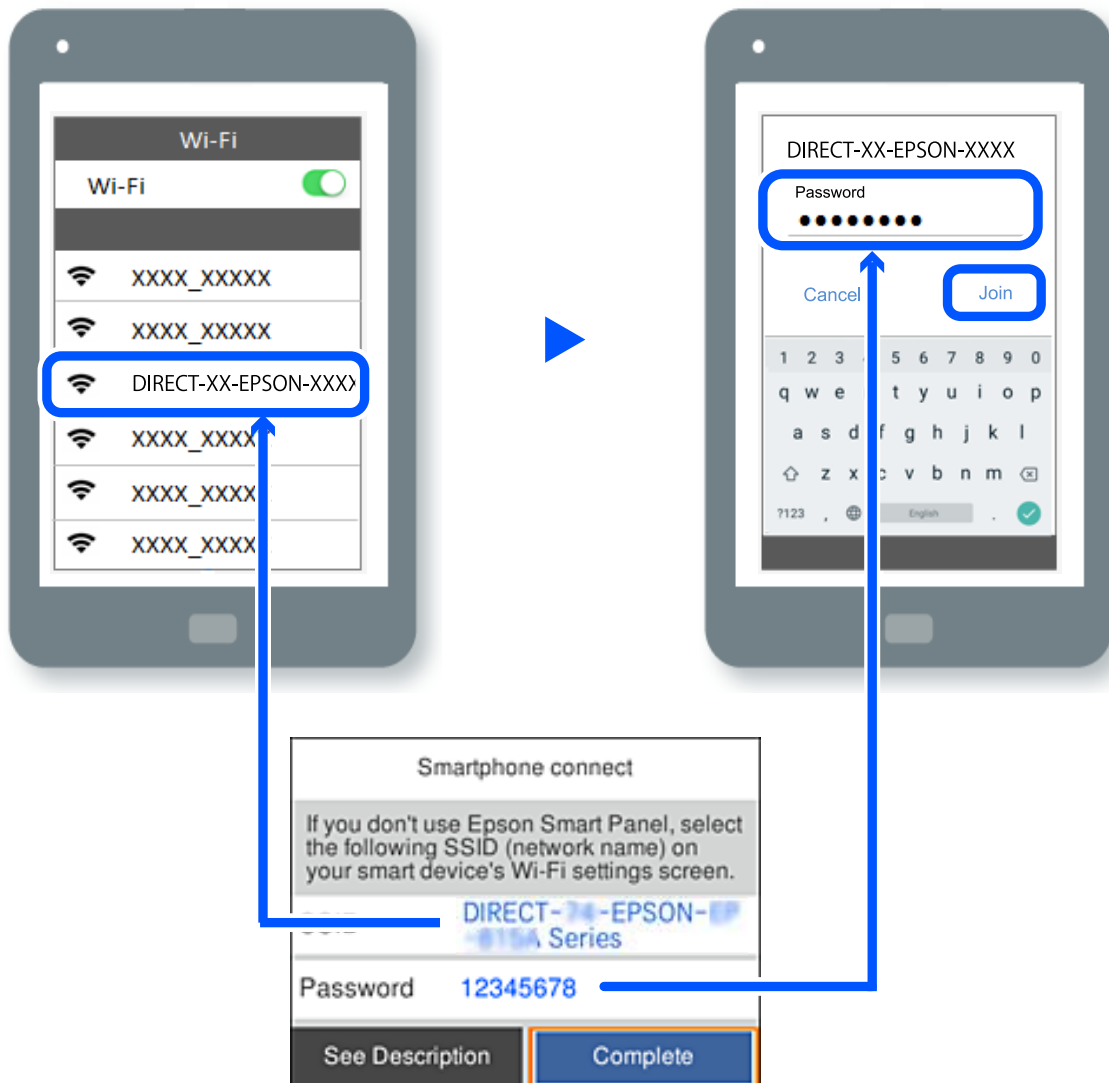 Wi-Fi
Wi-Fi
XXXX_XXXXX
XXXX_XXXXX
DIRECT-XX-EPSON-XXXX
XXXX_XXXX
XXXX_XXXX
XXXX_XXXX
DIRECT-XX-EPSON-XXXX
Password
●●●●●●●●
Cancel
Join
1 2 3 5 6 7 8 9 0
q w e t y u i o p
a s d f g h j k l
z x c v b n m
?123 , English .
Smartphone connect
If you don't use Epson Smart Panel, select
the following SSID (network name) on
your smart device's Wi-Fi settings screen.
DIRECT- -EPSON-
Series
Password 12345678
See Description Complete